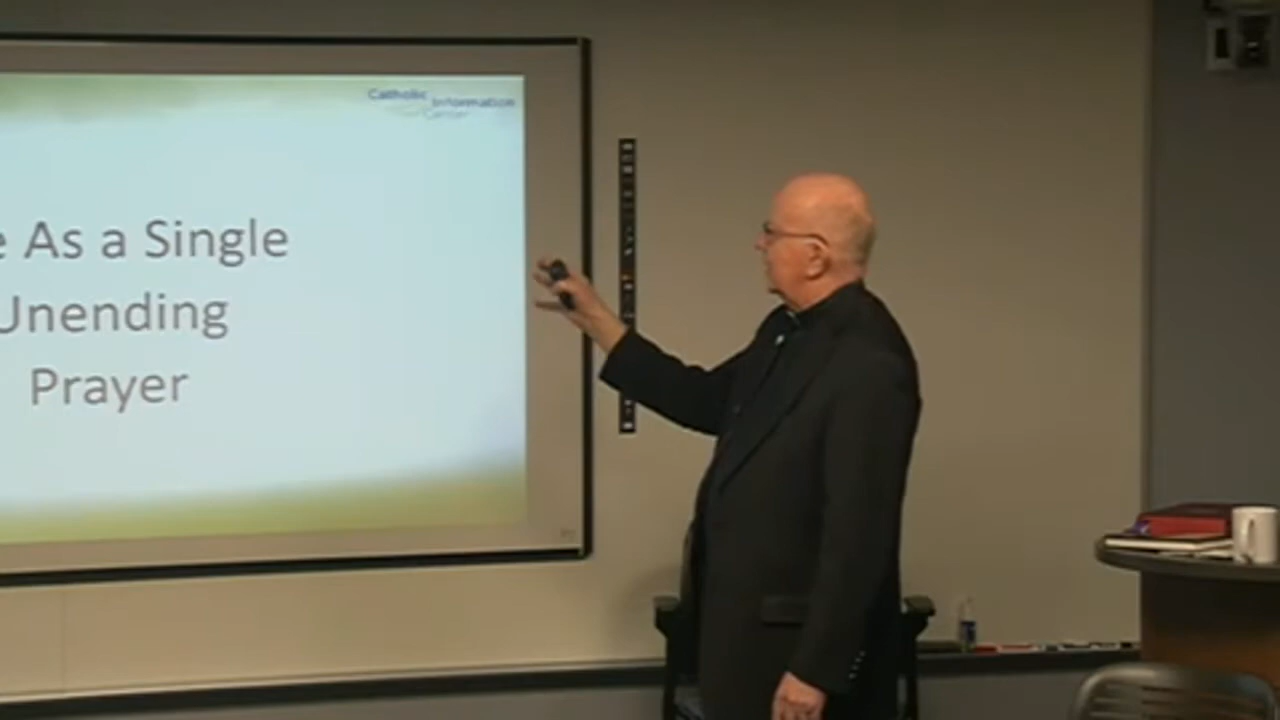 Catholic
Information
Center
e As a Single
Unending
Prayer